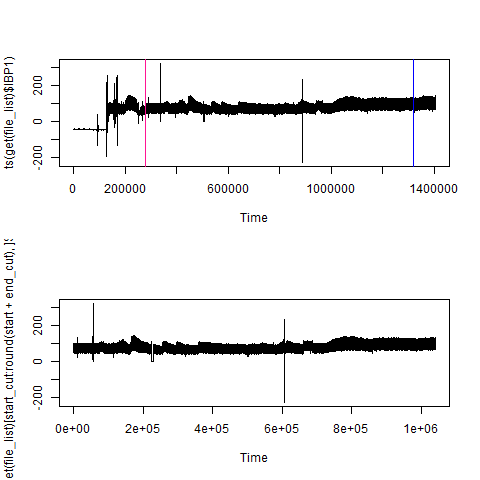 ts(get(file_list)$IBP1)
-200 0 200
0 200000 600000 1000000 1400000
Time
et(file_list)[start_cut:round(start + end_cut), ]$
-200 0 200
0e+00 2e+05 4e+05 6e+05 8e+05 1e+06
Time